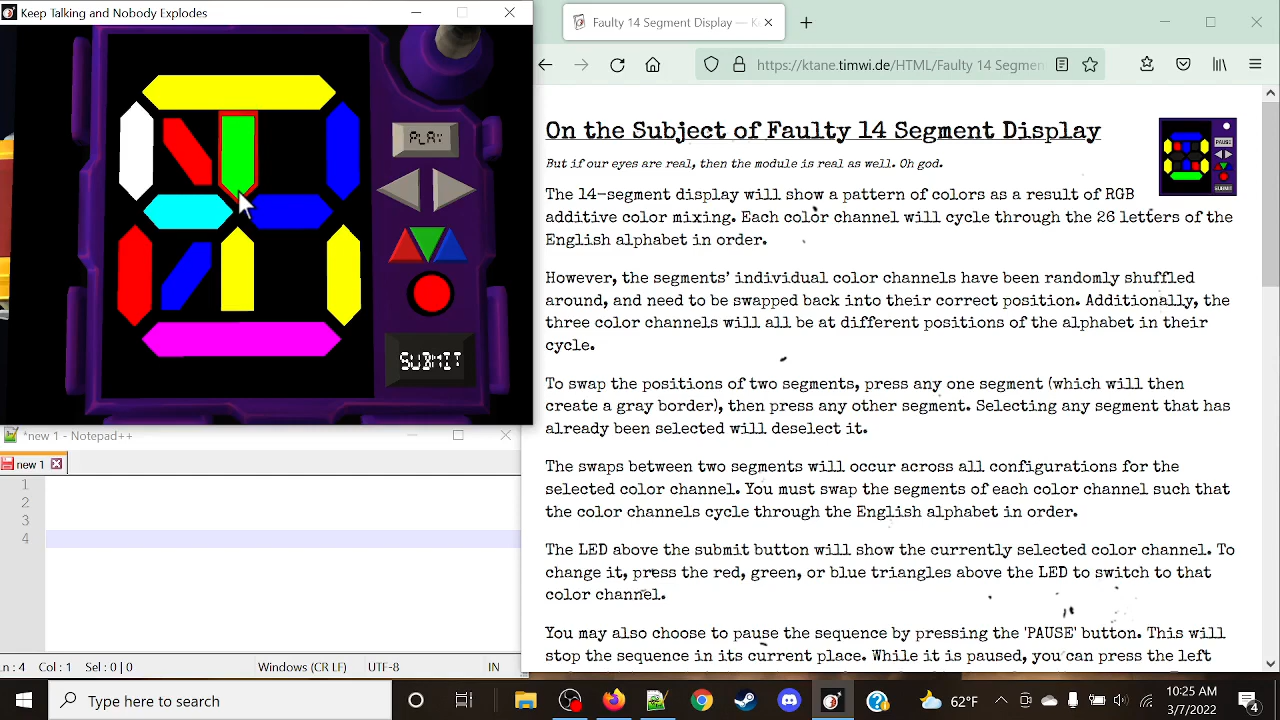 Keep Talking and Nobody Explodes
PLAY
SUBMIT
Faulty 14 Segment Display — Ke
https://ktane.timwi.de/HTML/Faulty 14 Segmen
On the Subject of Faulty 14 Segment Display
But if our eyes are real, then the module is real as well. Oh god.
PAUSE
SUBMIT
The 14-segment display will show a pattern of colors as a result of RGB
additive color mixing. Each color channel will cycle through the 26 letters of the
English alphabet in order.
However, the segments' individual color channels have been randomly shuffled
around, and need to be swapped back into their correct position. Additionally, the
three color channels will all be at different positions of the alphabet in their
cycle.
To swap the positions of two segments, press any one segment (which will then
create a gray border), then press any other segment. Selecting any segment that has
already been selected will deselect it.
The swaps between two segments will occur across all configurations for the
selected color channel. You must swap the segments of each color channel such that
the color channels cycle through the English alphabet in order.
The LED above the submit button will show the currently selected color channel. To
change it, press the red, green, or blue triangles above the LED to switch to that
color channel.
You may also choose to pause the sequence by pressing the 'PAUSE' button. This will
stop the sequence in its current place. While it is paused, you can press the left
*new 1 - Notepad++
new 1
1
2
3
4
Ln : 4 Col : 1 Sel : 0 | 0 Windows (CR LF) UTF-8 IN
Type here to search
62°F
10:25 AM
3/7/2022
4